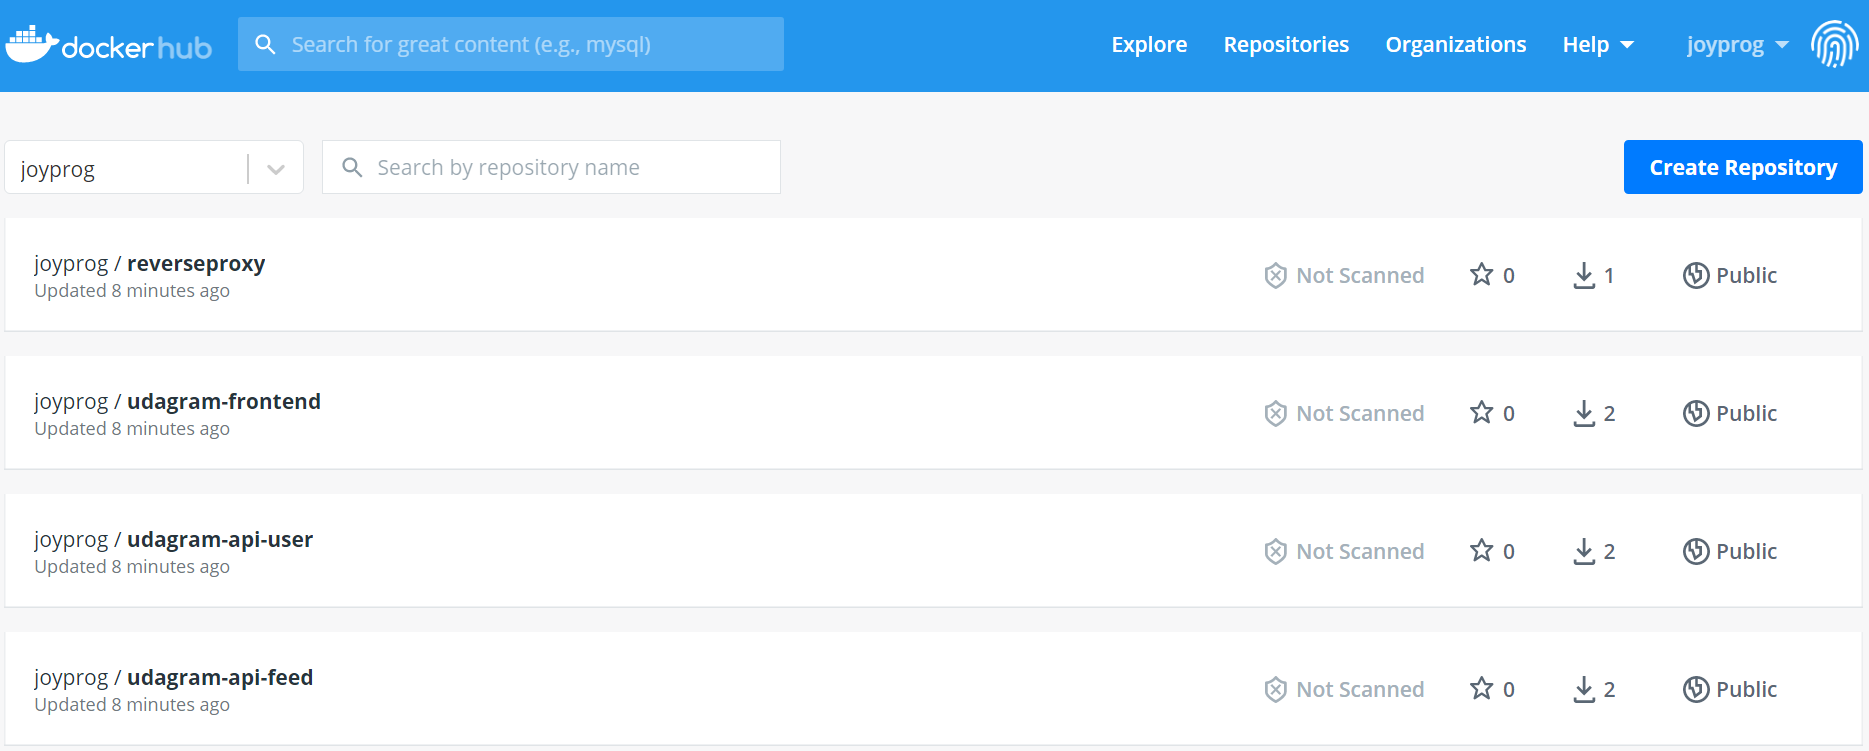 dockerhub Search for great content (e.g., mysql) Explore Repositories Organizations Help joyprog
joyprog Search by repository name Create Repository
joyprog / reverseproxy
Updated 8 minutes ago
Not Scanned 0 1 Public
joyprog / udagram-frontend
Updated 8 minutes ago
Not Scanned 0 2 Public
joyprog / udagram-api-user
Updated 8 minutes ago
Not Scanned 0 2 Public
joyprog / udagram-api-feed
Updated 8 minutes ago
Not Scanned 0 2 Public